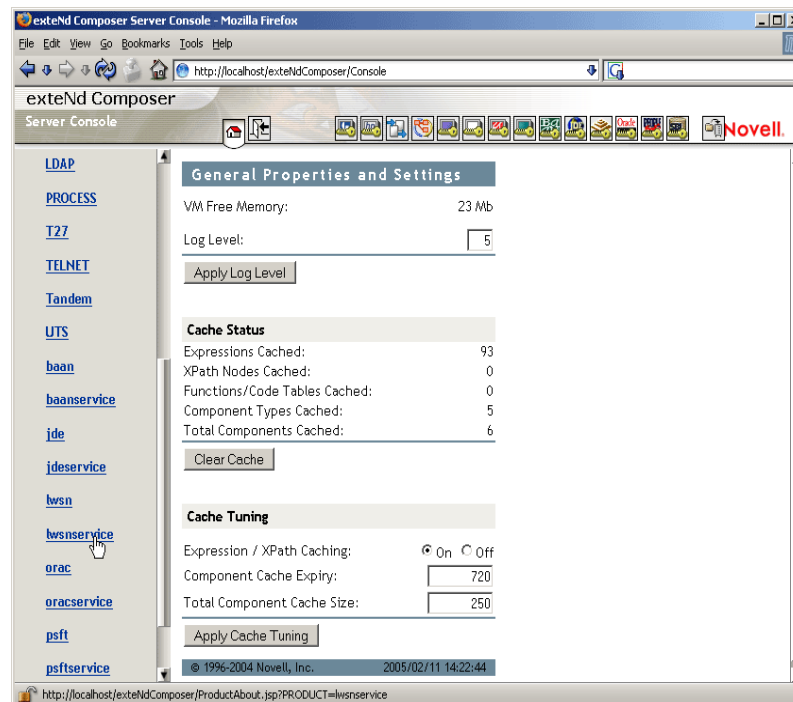 exteNd Composer Server Console - Mozilla Firefox
File Edit View Go Bookmarks Tools Help
http://localhost/exteNdComposer/Console
exteNd Composer
Server Console
Oracle
Novell.
LDAP
PROCESS
T27
TELNET
Tandem
UTS
baan
baanservice
jde
jdeservice
lwsn
lwsnservice
orac
oracservice
psft
psftservice
General Properties and Settings
VM Free Memory: 23 Mb
Log Level: 5
Apply Log Level
Cache Status
Expressions Cached: 93
XPath Nodes Cached: 0
Functions/Code Tables Cached: 0
Component Types Cached: 5
Total Components Cached: 6
Clear Cache
Cache Tuning
Expression / XPath Caching: On Off
Component Cache Expiry: 720
Total Component Cache Size: 250
Apply Cache Tuning
© 1996-2004 Novell, Inc. 2005/02/11 14:22:44
http://localhost/exteNdComposer/ProductAbout.jsp?PRODUCT=lwsnservice